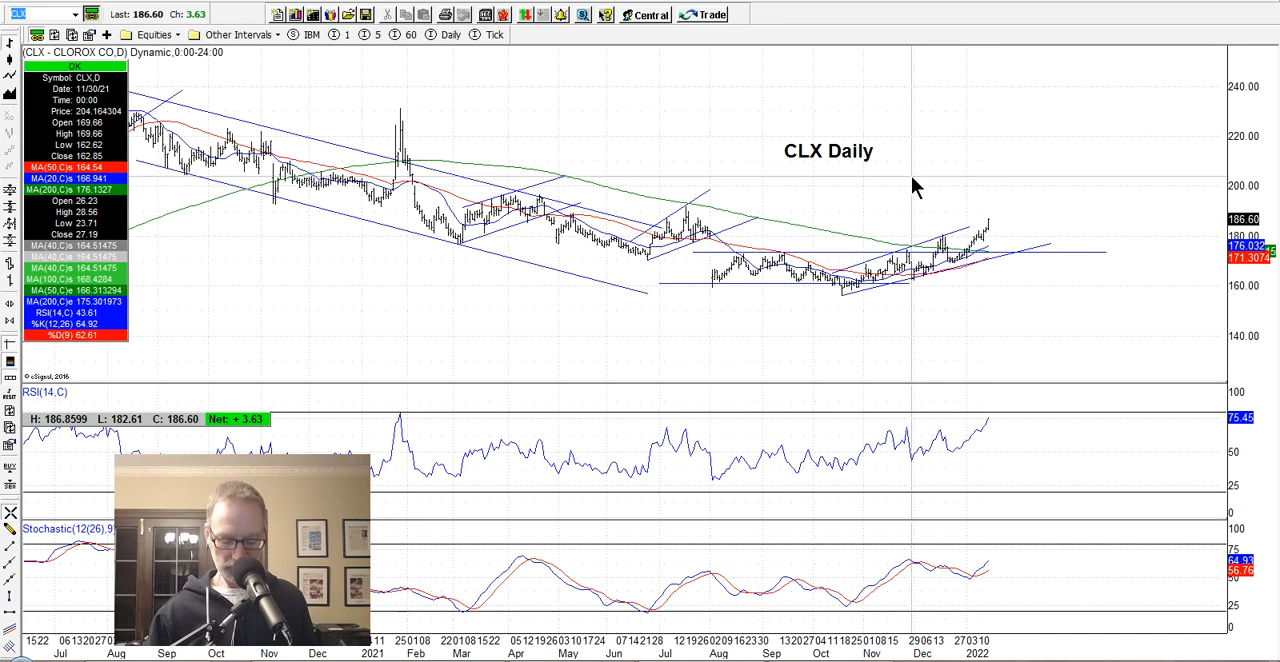 CLX
Last: 186.60 Ch: 3.63
Central
Trade
Equities
Other Intervals
IBM
1
5
60
Daily
Tick
(CLX - CLOROX CO,D) Dynamic,0:00-24:00
OK
Symbol: CLX,D
Date: 11/30/21
Time: 00:00
Price: 204.164304
Open 169.66
High 169.66
Low 162.62
Close 162.85
MA(50,C)s 164.54
MA(20,C)s 166.941
MA(200,C)s 176.1327
Open 26.23
High 28.56
Low 23.71
Close 27.19
MA(40,C)s 164.51475
MA(40,C)s 164.51475
MA(40,C)s 164.51475
MA(100,C)s 168.4284
MA(50,C)e 166.313294
MA(200,C)e 175.301973
RSI(14,C) 43.61
%K(12,26) 64.92
%D(9) 62.61
CLX Daily
240.00
220.00
200.00
186.60
180.00
176.032
171.3074
160.00
140.00
© eSignal, 2016
RSI(14,C)
H: 186.8599 L: 182.61 C: 186.60 Net: + 3.63
100
75.45
50
25
0
Stochastic(12(26),9)
100
75
64.93
56.76
50
25
0
Jul Aug Sep Oct Nov Dec 2021 Feb Mar Apr May Jun Jul Aug Sep Oct Nov Dec 2022